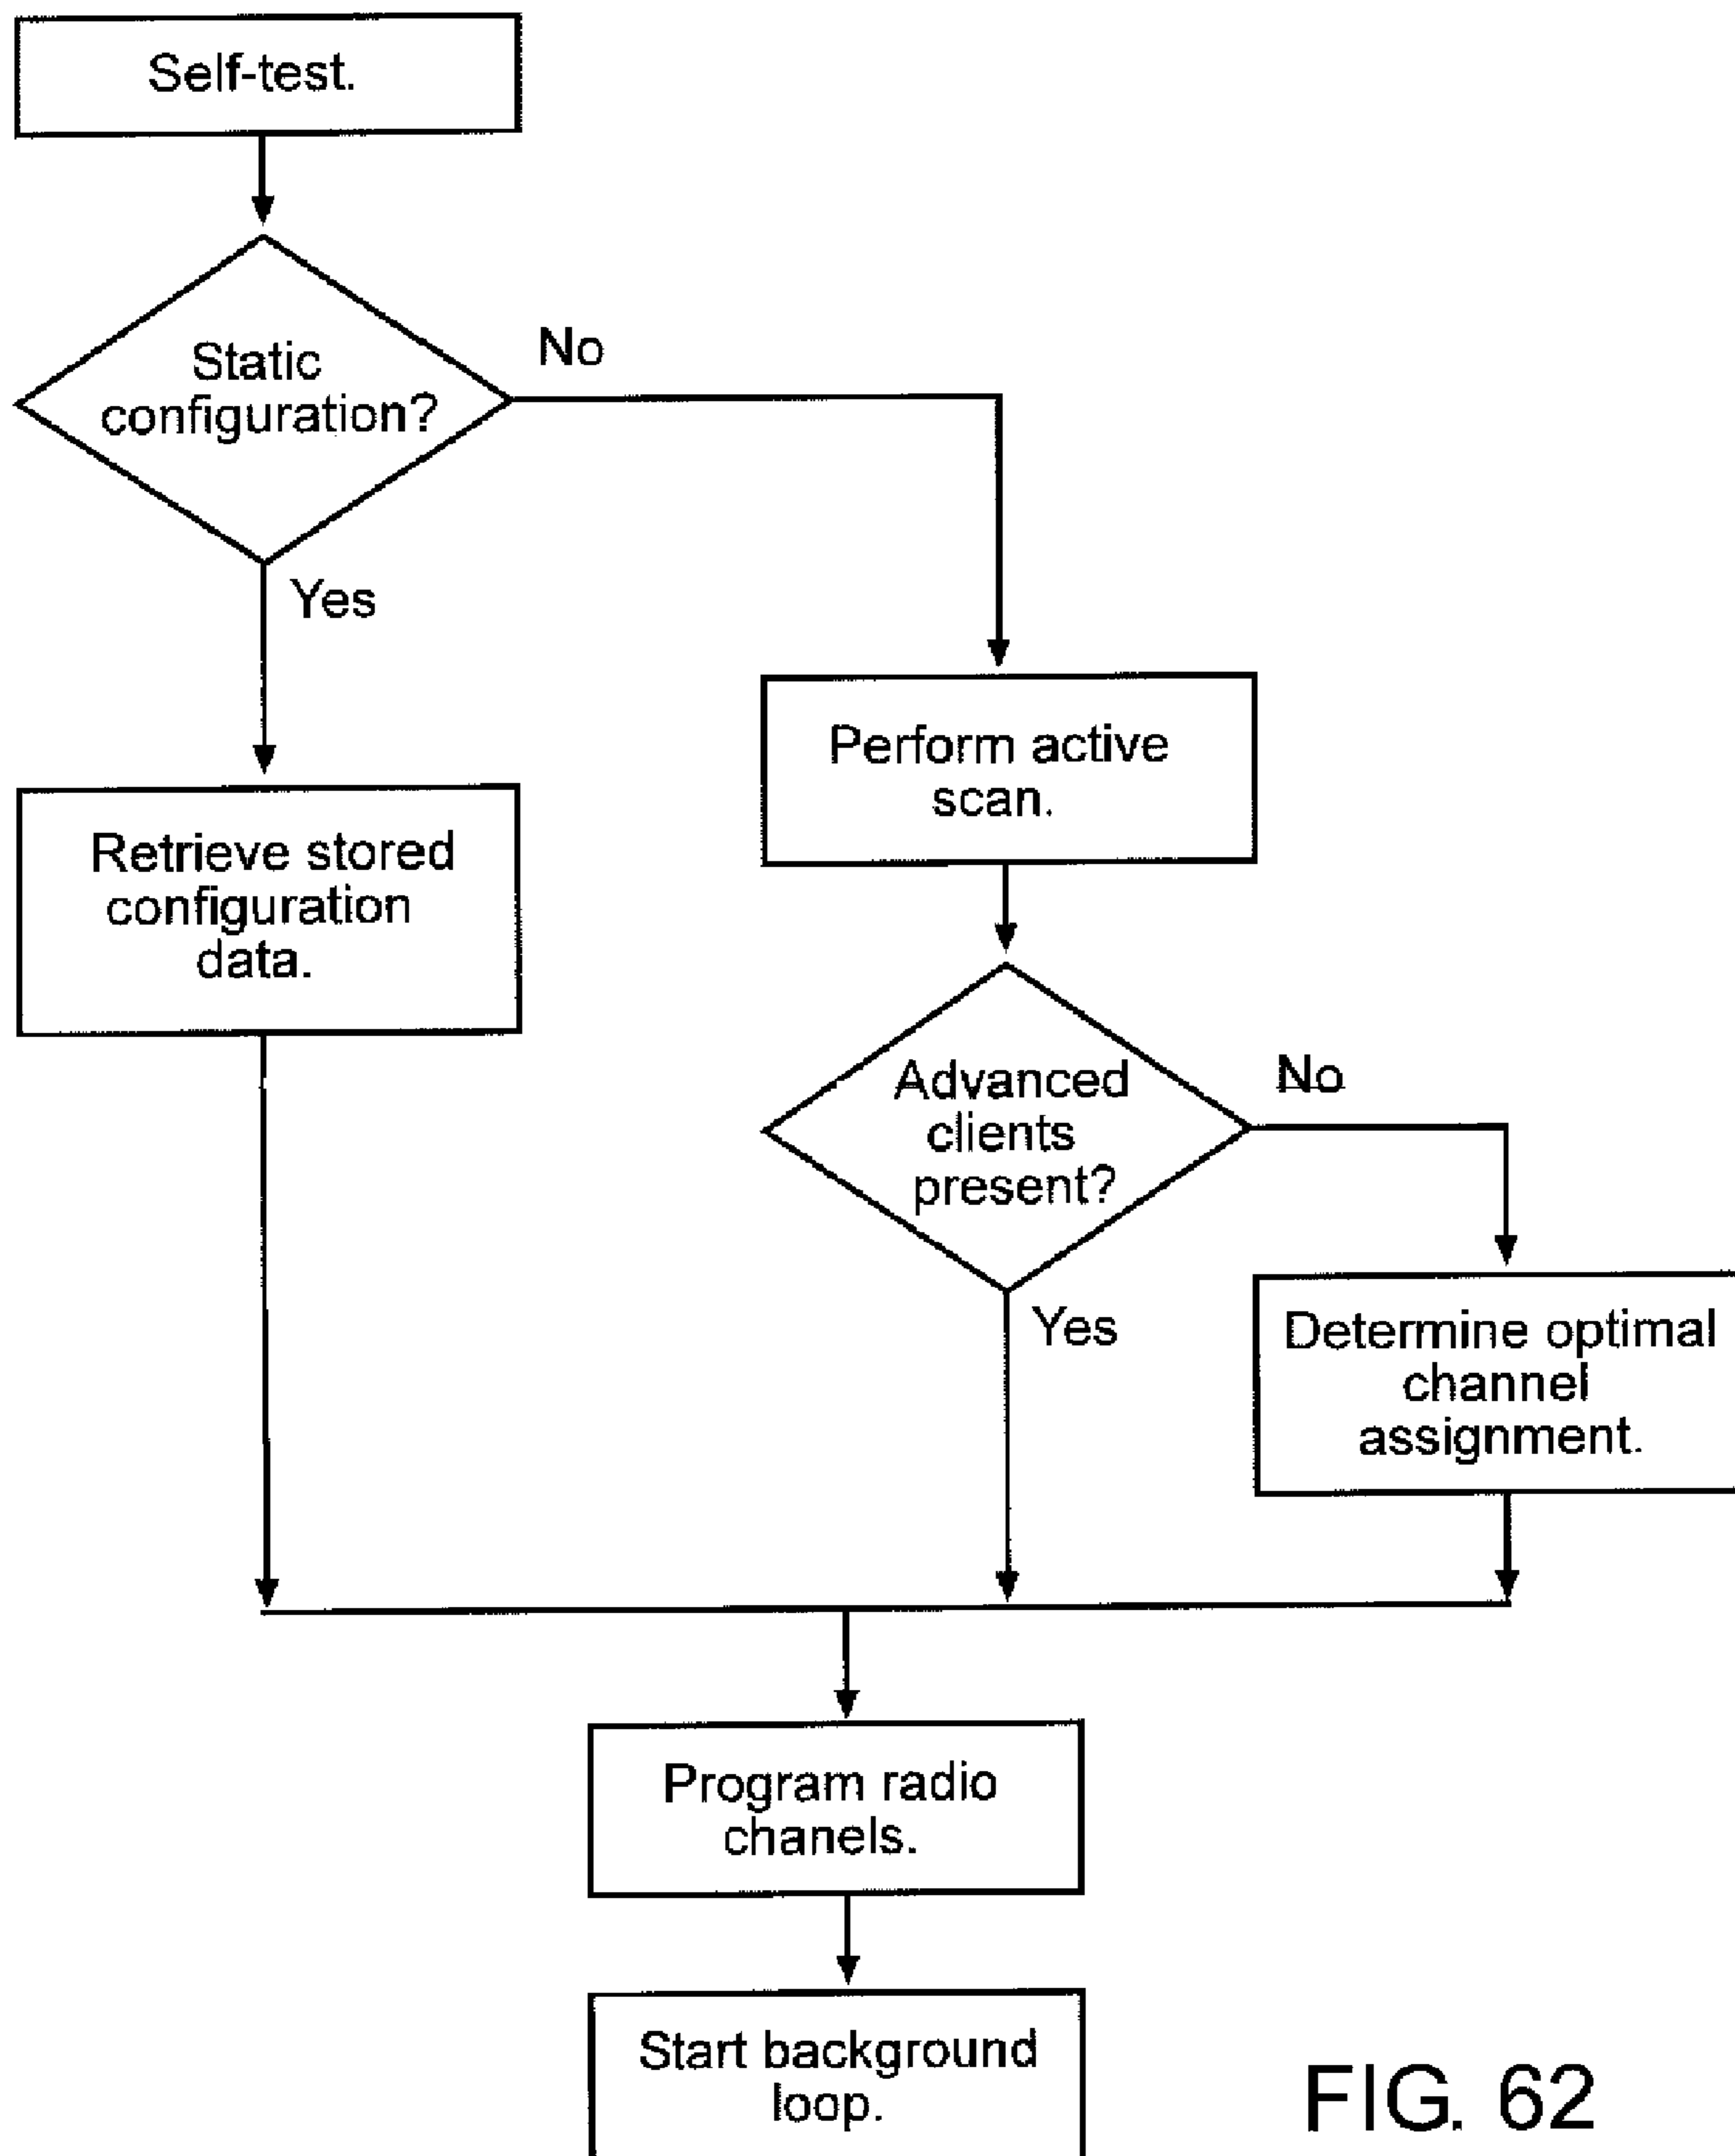 Self-test.
Static
configuration?
No
Yes
Perform active
scan.
Retrieve stored
configuration
data.
Advanced
clients
present?
No
Yes
Determine optimal
channel
assignment.
Program radio
chanels.
Start background
loop.
FIG. 62